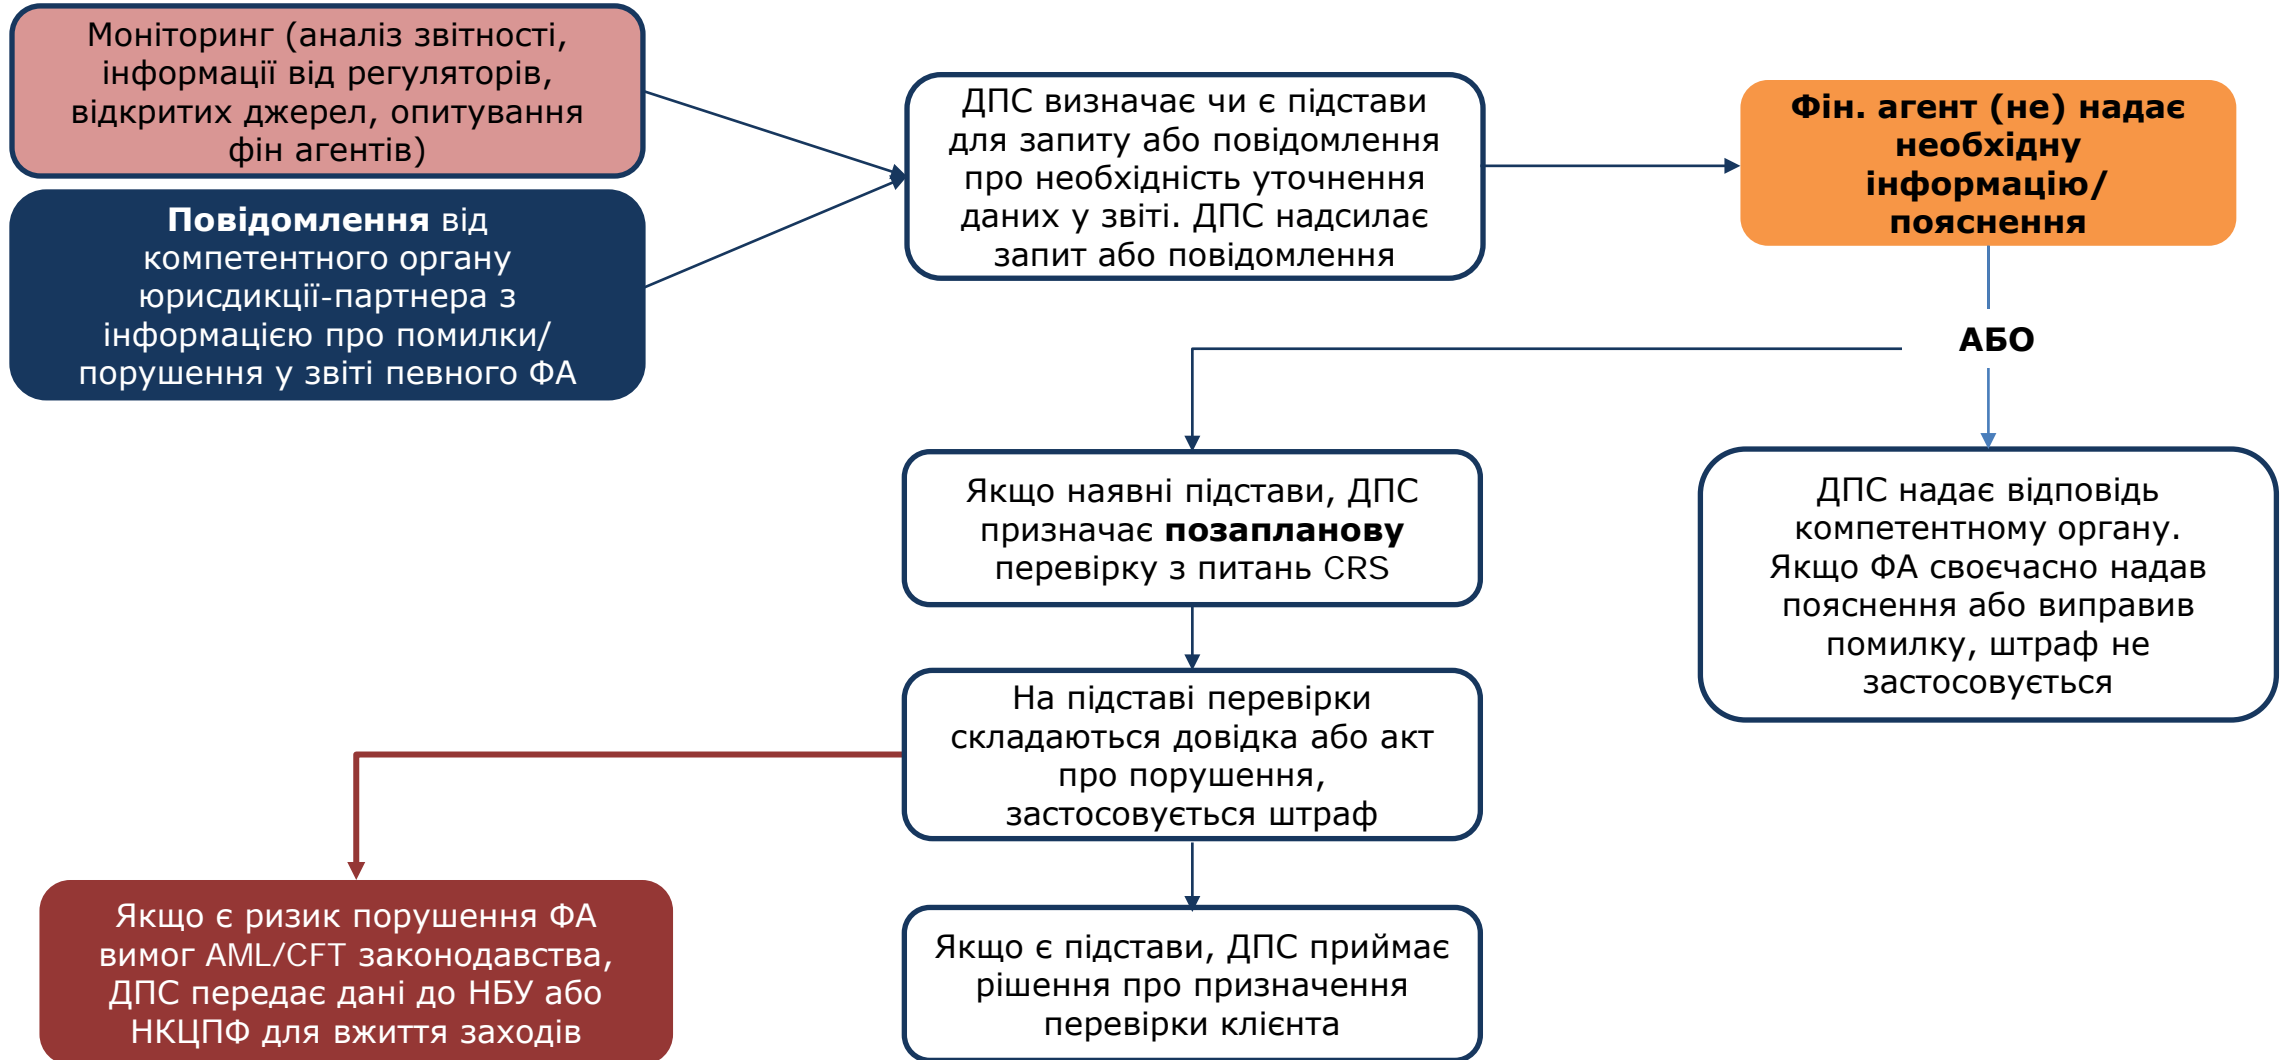 Моніторинг (аналіз звітності,
інформації від регуляторів,
відкритих джерел, опитування
фін агентів)
Повідомлення від
компетентного органу
юрисдикції-партнера з
інформацією про помилки/
порушення у звіті певного ФА
ДПС визначає чи є підстави
для запиту або повідомлення
про необхідність уточнення
даних у звіті. ДПС надсилає
запит або повідомлення
Фін. агент (не) надає
необхідну
інформацію/
пояснення
АБО
Якщо наявні підстави, ДПС
призначає позапланову
перевірку з питань CRS
ДПС надає відповідь
компетентному органу.
Якщо ФА своєчасно надав
пояснення або виправив
помилку, штраф не
застосовується
На підставі перевірки
складаються довідка або акт
про порушення,
застосовується штраф
Якщо є ризик порушення ФА
вимог AML/CFT законодавства,
ДПС передає дані до НБУ або
НКЦПФ для вжиття заходів
Якщо є підстави, ДПС приймає
рішення про призначення
перевірки клієнта